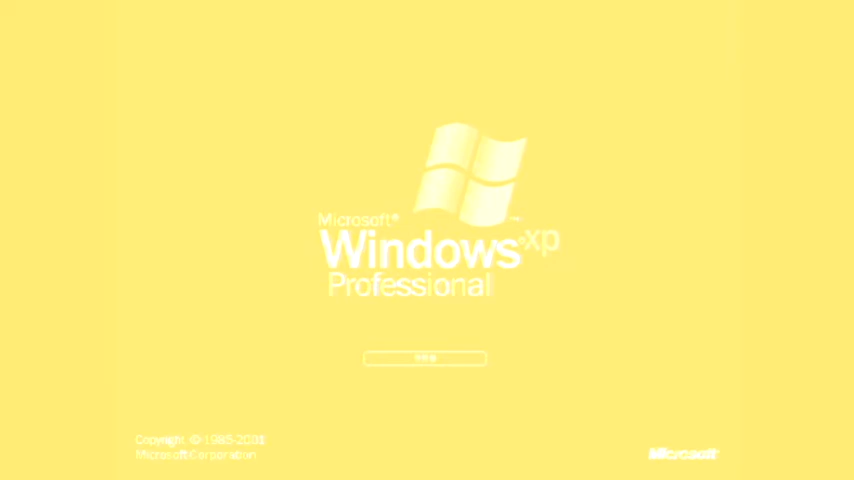 Microsoft®
Windows® xp
Professional
Copyright © 1985-2001
Microsoft Corporation
Microsoft